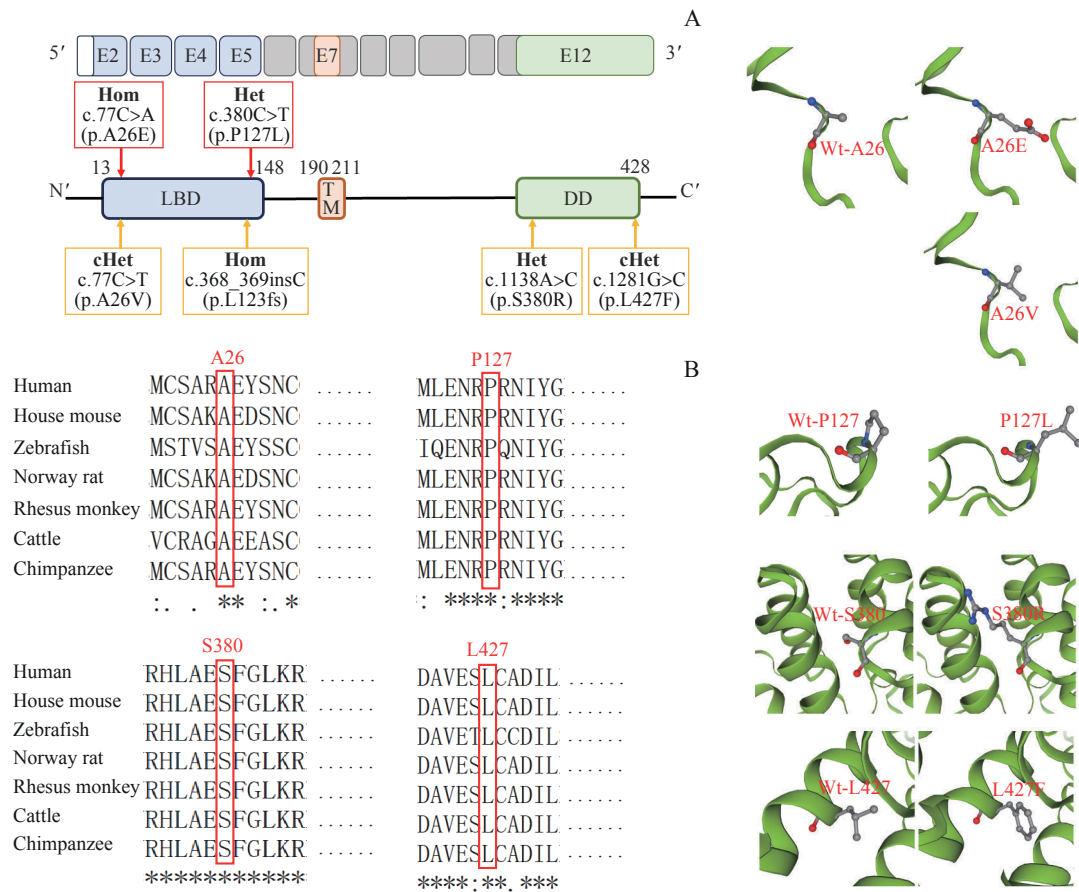 A
5′ E2 E3 E4 E5 E7 E12 3′
Hom
c.77C>A
(p.A26E)
Het
c.380C>T
(p.P127L)
13 148 190 211 428
N′ LBD TM DD C′
cHet
c.77C>T
(p.A26V)
Hom
c.368_369insC
(p.L123fs)
Het
c.1138A>C
(p.S380R)
cHet
c.1281G>C
(p.L427F)
Wt-A26
A26E
A26V
A26 P127
Human MCSARAEYSNC ...... MLENRPRNIYG ......
House mouse MCSAKAEDSNC ...... MLENRPRNIYG ......
Zebrafish MSTVSAEYSSC ...... IQENRPQNIYG ......
Norway rat MCSAKAEDSNC ...... MLENRPRNIYG ......
Rhesus monkey MCSARAEYSNC ...... MLENRPRNIYG ......
Cattle VCRAGAEEASC ...... MLENRPRNIYG ......
Chimpanzee MCSARAEYSNC ...... MLENRPRNIYG ......
:. . ** :.* : ****:****
S380 L427
Human RHLAESFGLKR ...... DAVESLCADIL ......
House mouse RHLAESFGLKR ...... DAVESLCADIL ......
Zebrafish RHLAESFGLKR ...... DAVETLCCDIL ......
Norway rat RHLAESFGLKR ...... DAVESLCADIL ......
Rhesus monkey RHLAESFGLKR ...... DAVESLCADIL ......
Cattle RHLAESFGLKR ...... DAVESLCADIL ......
Chimpanzee RHLAESFGLKR ...... DAVESLCADIL ......
*********** ****:**.***
B
Wt-P127
P127L
Wt-S380
S380R
Wt-L427
L427F